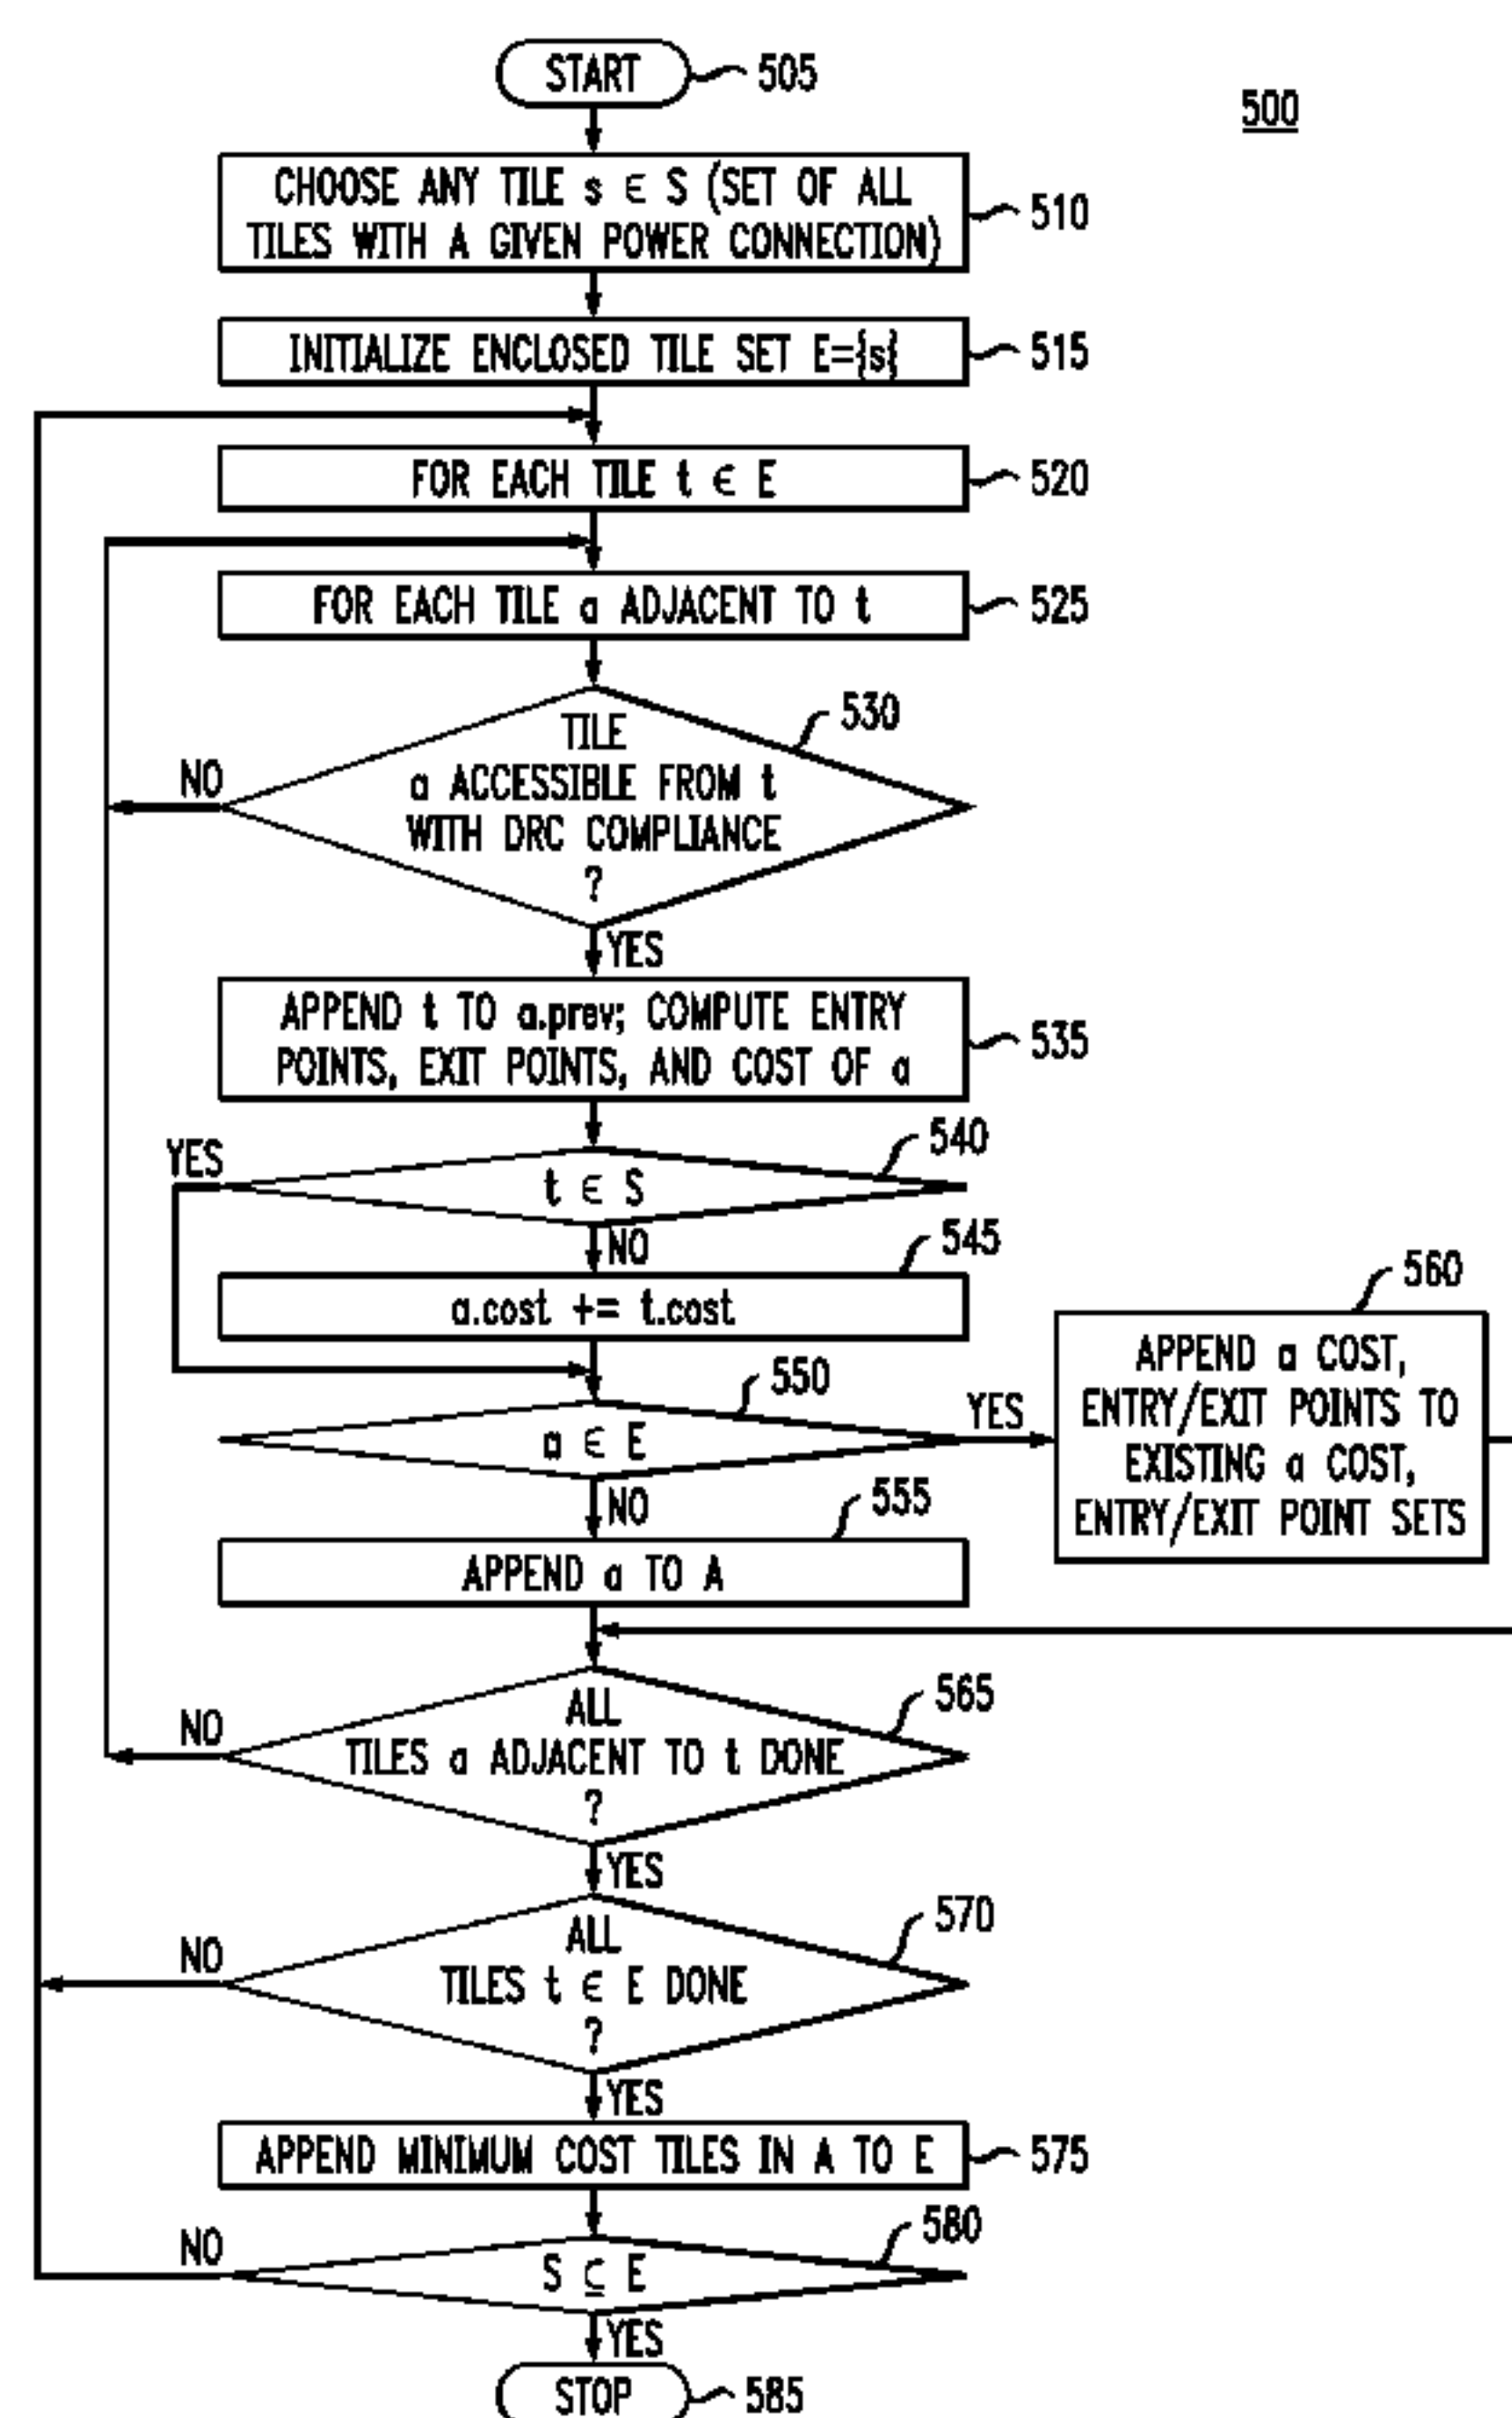 START
505
500
CHOOSE ANY TILE s ∈ S (SET OF ALL
TILES WITH A GIVEN POWER CONNECTION)
510
INITIALIZE ENCLOSED TILE SET E={s{
515
FOR EACH TILE t ∈ E
520
FOR EACH TILE a ADJACENT TO t
525
530
TILE
a ACCESSIBLE FROM t
WITH DRC COMPLIANCE
?
NO
YES
APPEND t TO a.prev; COMPUTE ENTRY
POINTS, EXIT POINTS, AND COST OF a
535
540
YES
t ∈ S
NO
545
a.cost += t.cost
550
a ∈ E
YES
560
APPEND a COST,
ENTRY/EXIT POINTS TO
EXISTING a COST,
ENTRY/EXIT POINT SETS
NO
555
APPEND a TO A
565
ALL
TILES a ADJACENT TO t DONE
?
NO
YES
570
ALL
TILES t ∈ E DONE
?
NO
YES
APPEND MINIMUM COST TILES IN A TO E
575
580
NO
S ⊆ E
YES
STOP
585